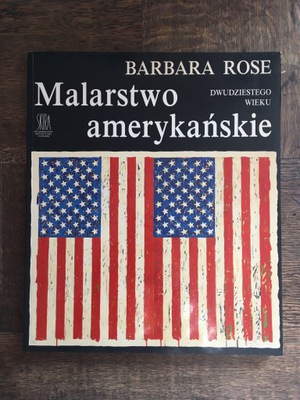 BARBARA ROSE
Malarstwo
DWUDZIESTEGO
WIEKU
SKIRA
amerykańskie